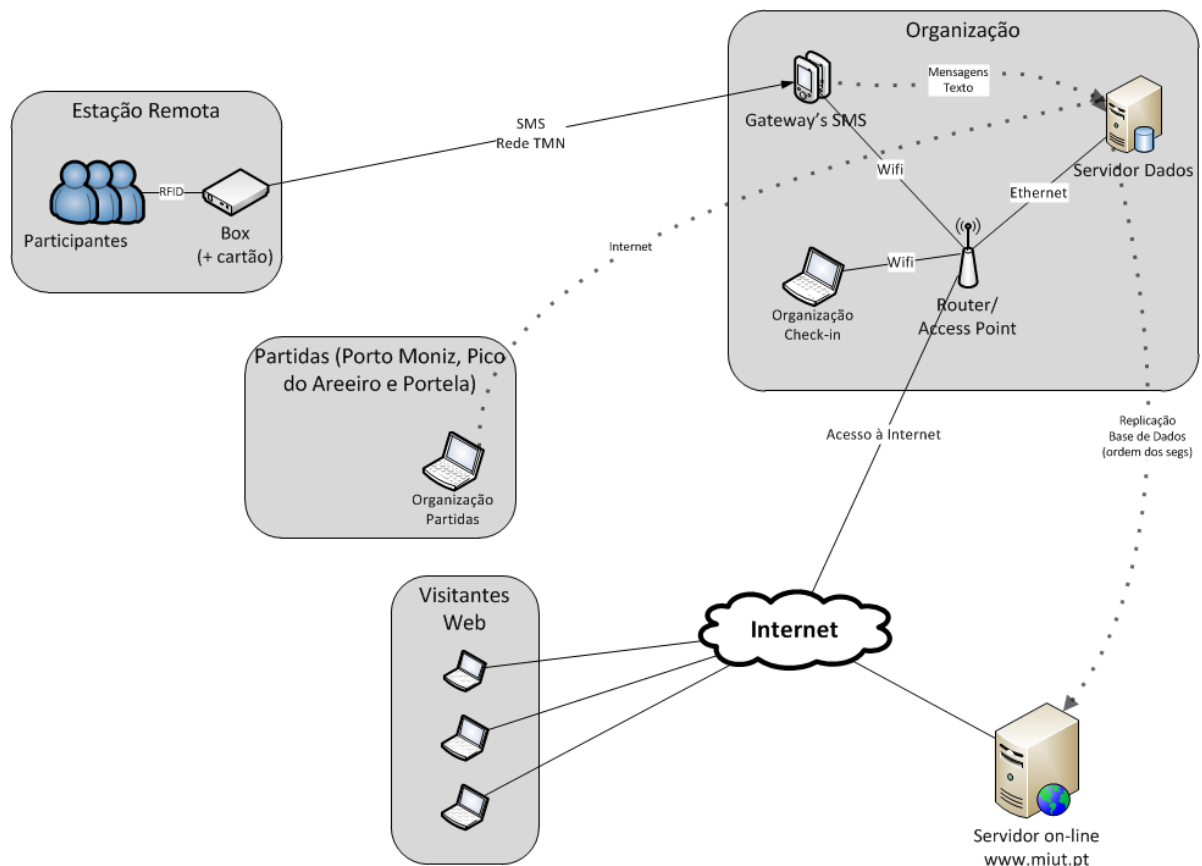 Organização
Mensagens
Texto
Gateway's SMS
Servidor Dados
Wifi
Ethernet
Wifi
Organização
Check-in
Router/
Access Point
Estação Remota
RFID
Participantes
Box
(+ cartão)
SMS
Rede TMN
Internet
Partidas (Porto Moniz, Pico
do Areeiro e Portela)
Organização
Partidas
Acesso à Internet
Replicação
Base de Dados
(ordem dos segs)
Visitantes
Web
Internet
Servidor on-line
www.miut.pt